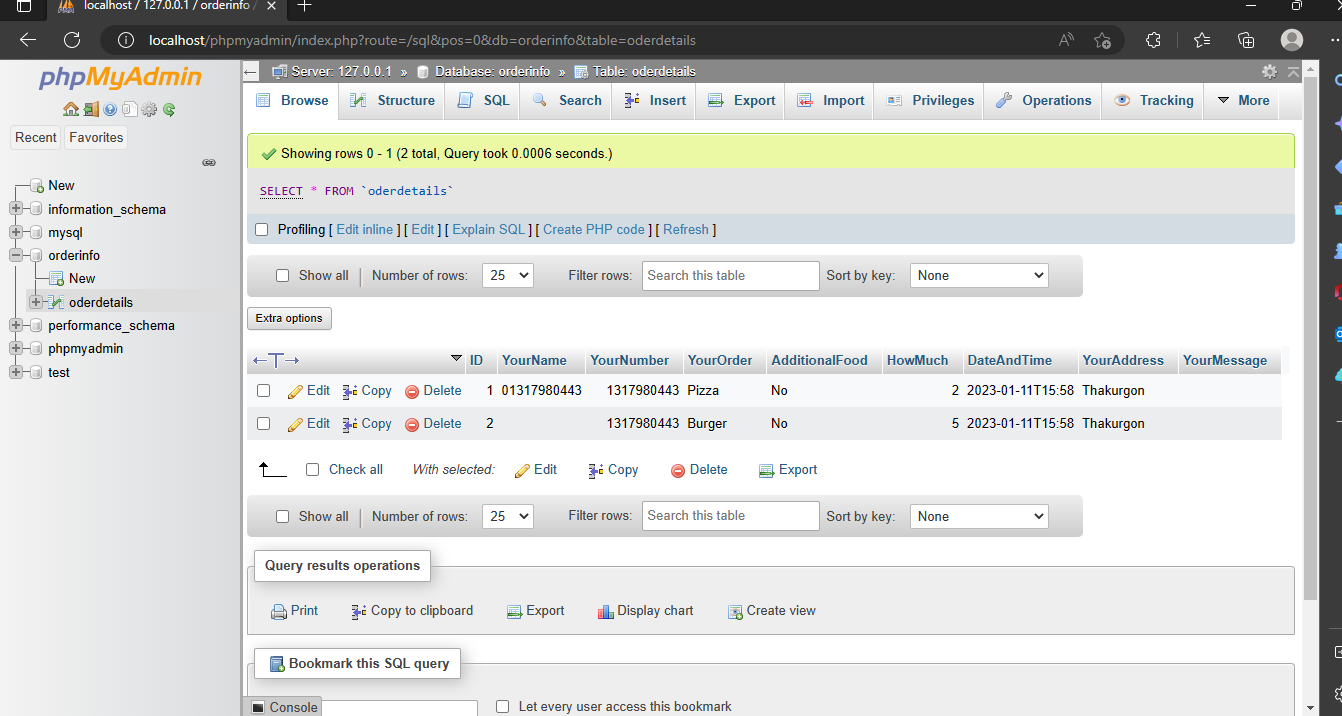 localhost / 127.0.0.1 / orderinfo /
localhost/phpmyadmin/index.php?route=/sql&pos=0&db=orderinfo&table=oderdetails
phpMyAdmin
Recent Favorites
New
information_schema
mysql
orderinfo
New
oderdetails
performance_schema
phpmyadmin
test
Server: 127.0.0.1 » Database: orderinfo » Table: oderdetails
Browse Structure SQL Search Insert Export Import Privileges Operations Tracking More
Showing rows 0 - 1 (2 total, Query took 0.0006 seconds.)
SELECT * FROM `oderdetails`
Profiling [ Edit inline ] [ Edit ] [ Explain SQL ] [ Create PHP code ] [ Refresh ]
Show all Number of rows: 25 Filter rows: Search this table Sort by key: None
Extra options
←T→ ID YourName YourNumber YourOrder AdditionalFood HowMuch DateAndTime YourAddress YourMessage
Edit Copy Delete 1 01317980443 1317980443 Pizza No 2 2023-01-11T15:58 Thakurgon
Edit Copy Delete 2 1317980443 Burger No 5 2023-01-11T15:58 Thakurgon
Check all With selected: Edit Copy Delete Export
Show all Number of rows: 25 Filter rows: Search this table Sort by key: None
Query results operations
Print Copy to clipboard Export Display chart Create view
Bookmark this SQL query
Console Let every user access this bookmark